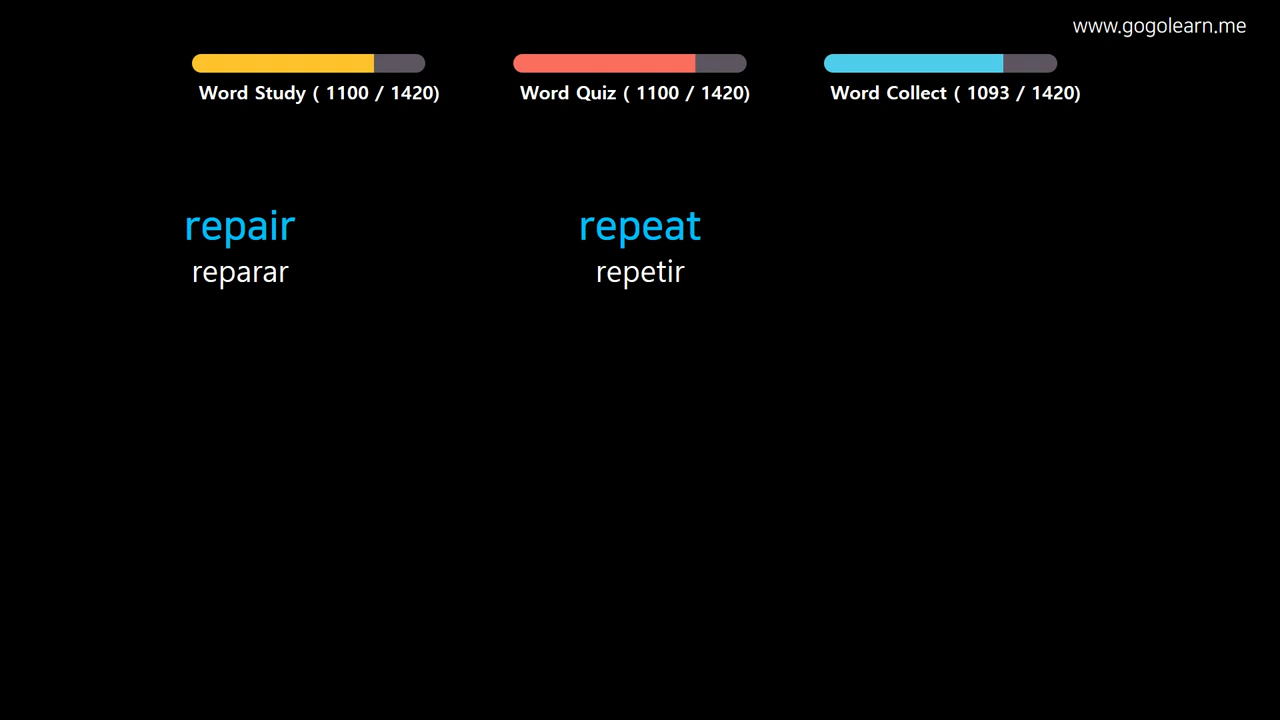 www.gogolearn.me
Word Study ( 1100 / 1420)
Word Quiz ( 1100 / 1420)
Word Collect ( 1093 / 1420)
repair
reparar
repeat
repetir